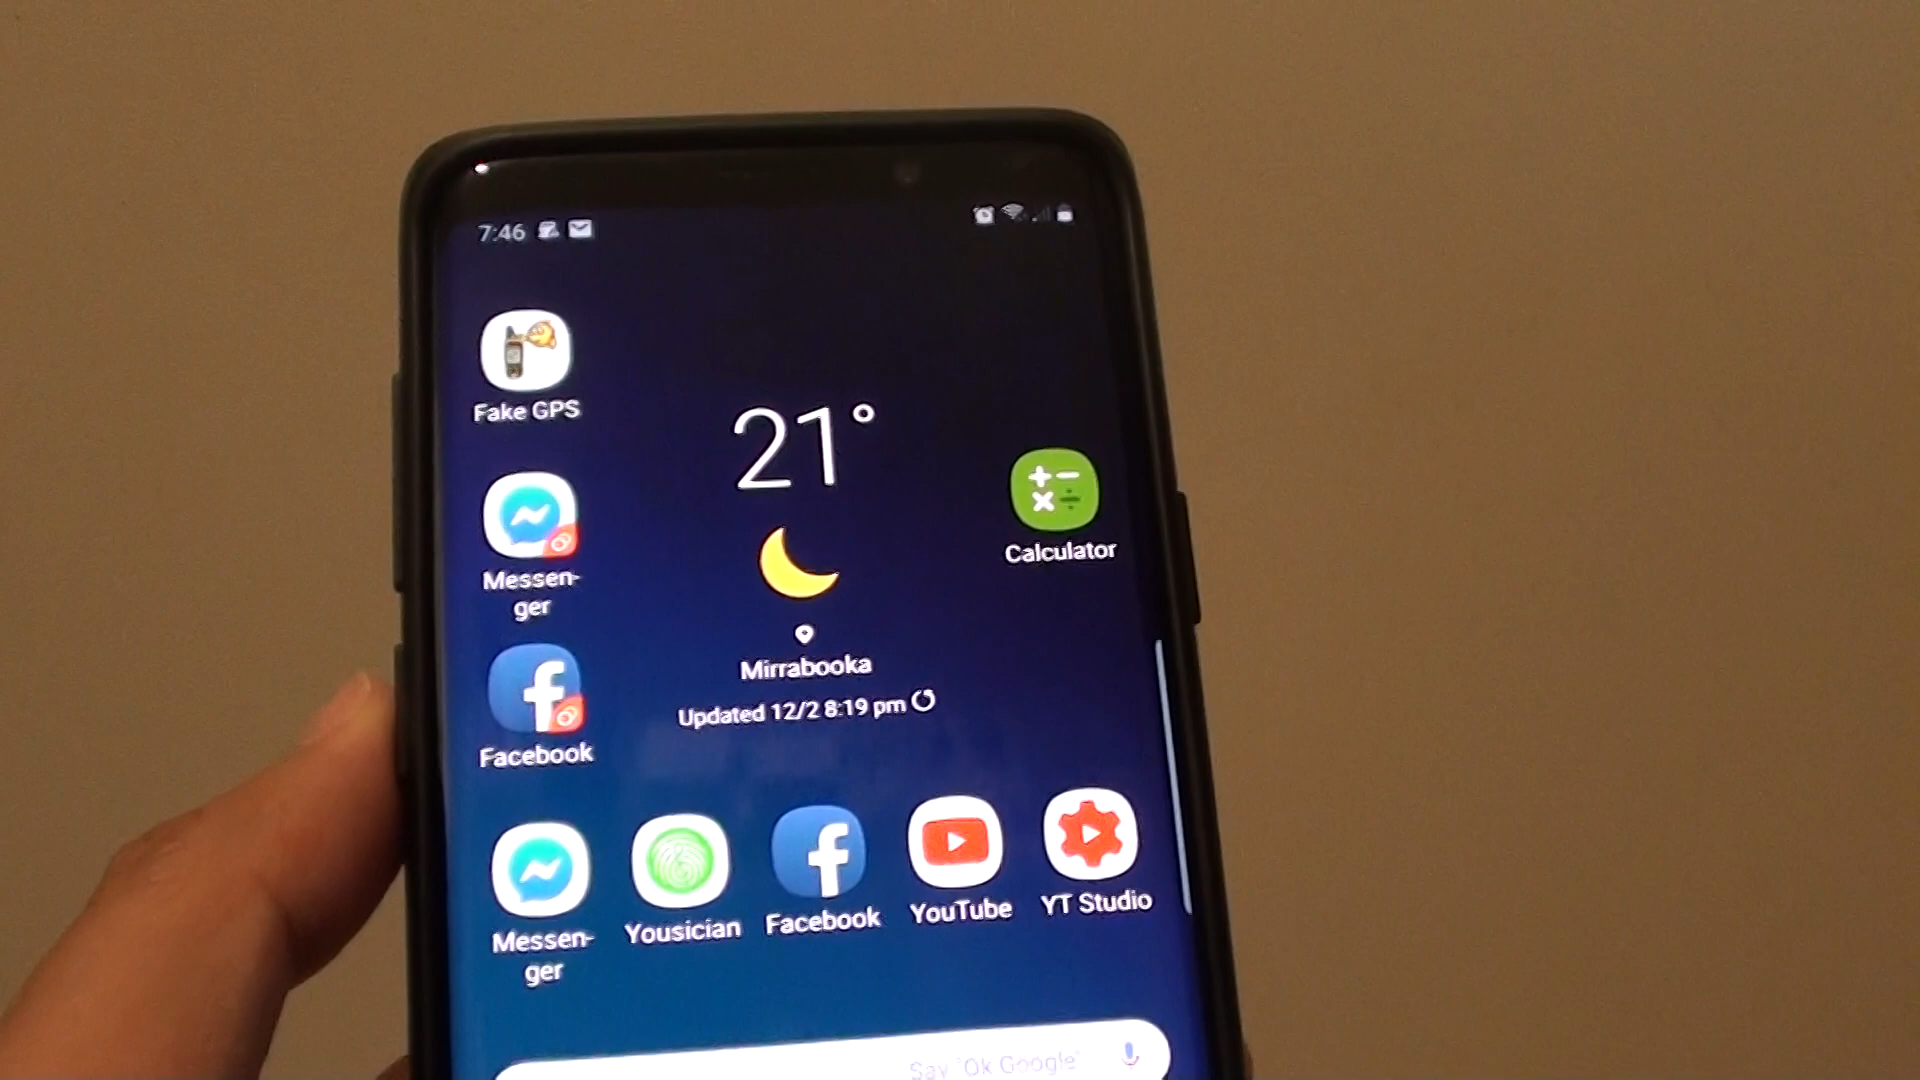 7:46
Fake GPS
21°
Calculator
Messen-
ger
Mirrabooka
Updated 12/2 8:19 pm
Facebook
Messen-
ger
Yousician
Facebook
YouTube
YT Studio
Say "Ok Google"